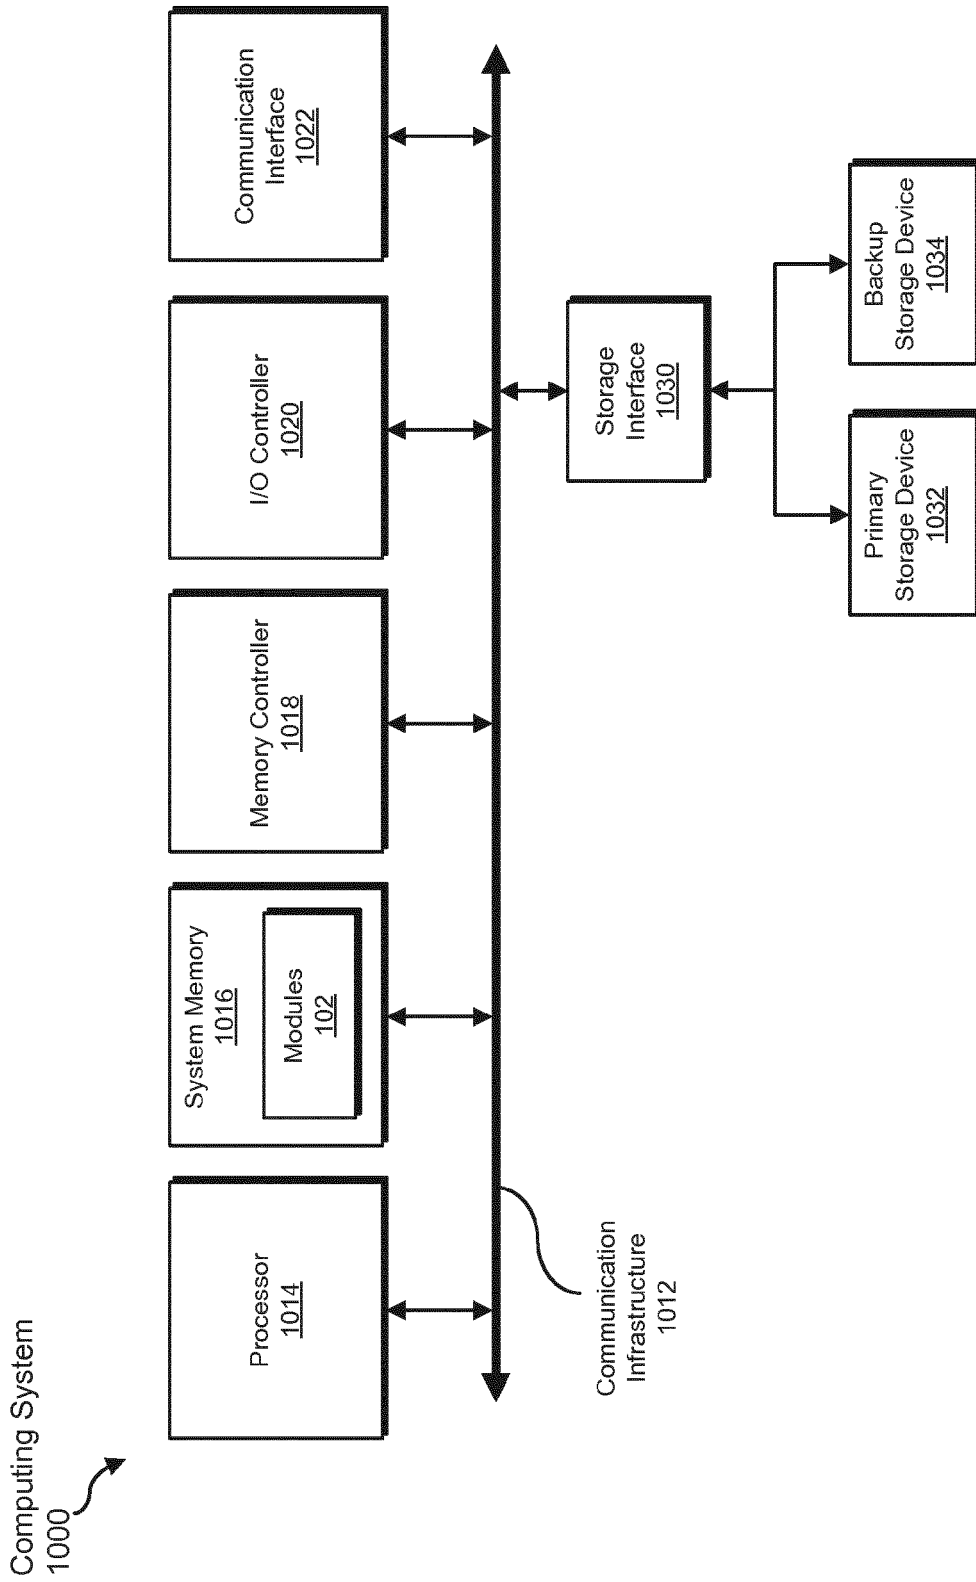 Computing System
1000
Processor
1014
System Memory
1016
Modules
102
Memory Controller
1018
I/O Controller
1020
Communication
Interface
1022
Communication
Infrastructure
1012
Storage
Interface
1030
Primary
Storage Device
1032
Backup
Storage Device
1034